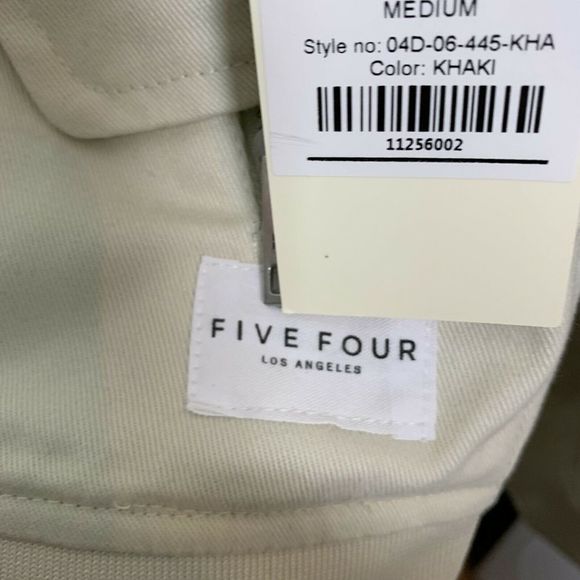 MEDIUM
Style no: 04D-06-445-KHA
Color: KHAKI
11256002
FIVE FOUR
LOS ANGELES